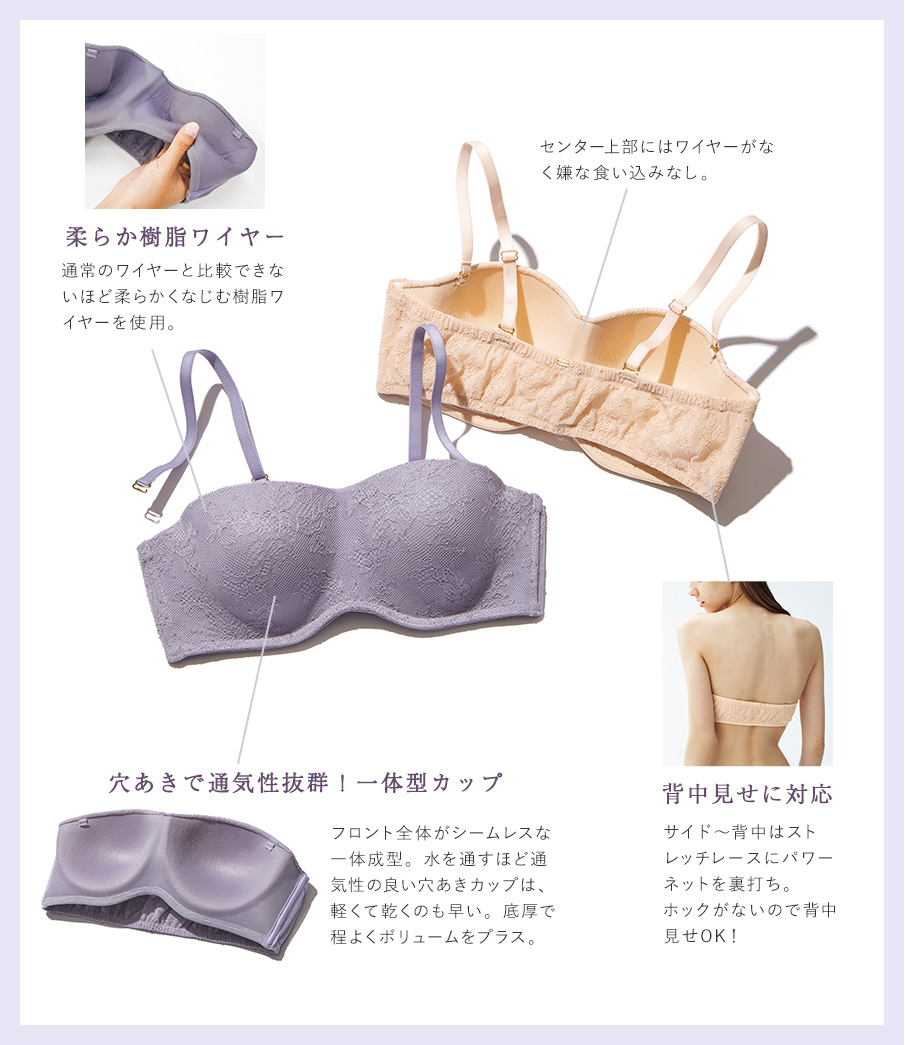 センター上部にはワイヤーがな
く嫌な食い込みなし。
柔らか樹脂ワイヤー
通常のワイヤーと比較できな
いほど柔らかくなじむ樹脂ワ
イヤーを使用。
穴あきで通気性抜群！一体型カップ
フロント全体がシームレスな
一体成型。水を通すほど通
気性の良い穴あきカップは、
軽くて乾くのも早い。底厚で
程よくボリュームをプラス。
背中見せに対応
サイド～背中はスト
レッチレースにパワー
ネットを裏打ち。
ホックがないので背中
見せOK！